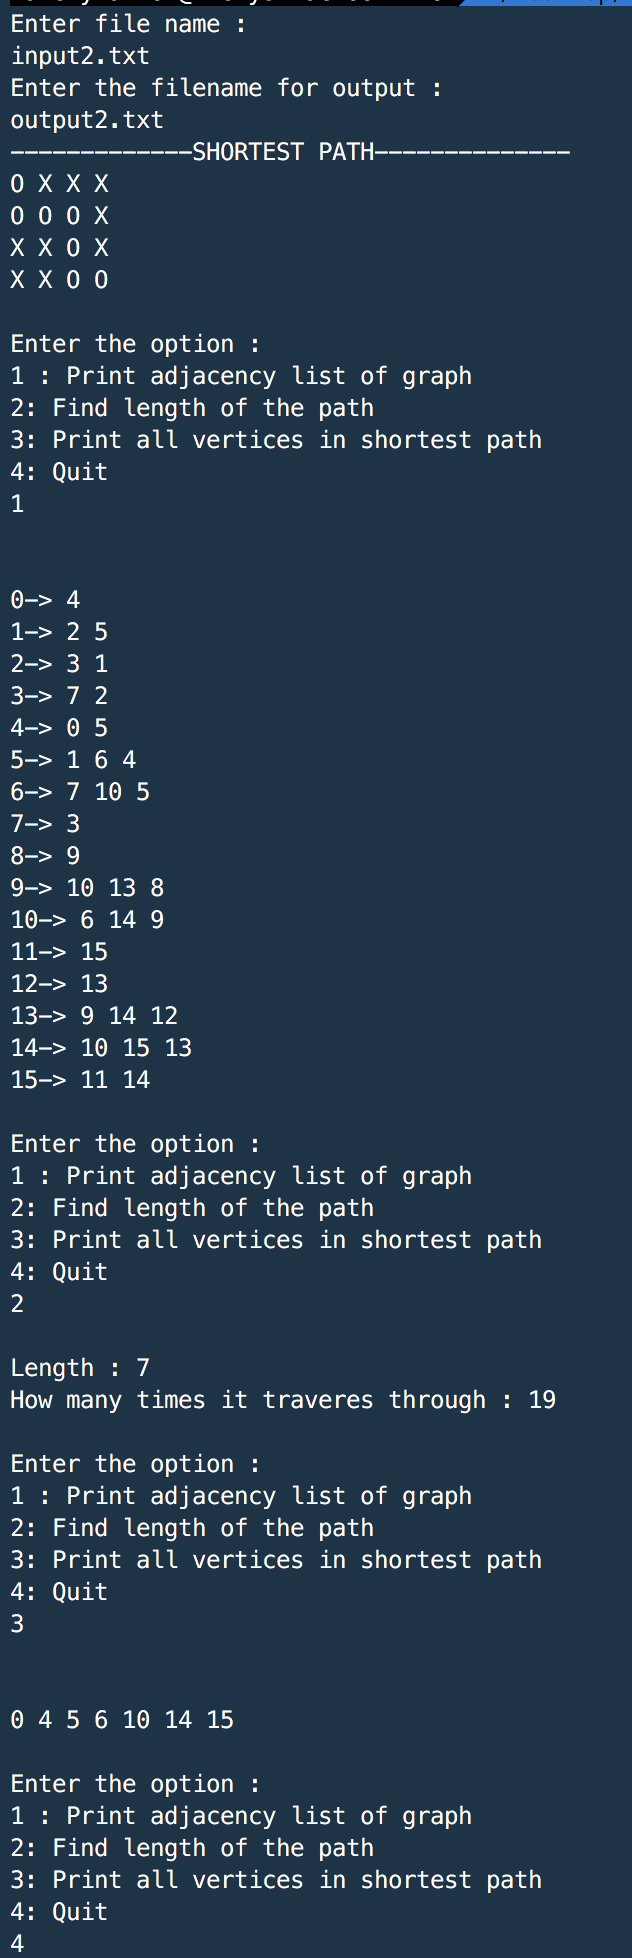 Enter file name :
input2.txt
Enter the filename for output :
output2.txt
-------------SHORTEST PATH--------------
O X X X
O O O X
X X O X
X X O O
Enter the option :
1 : Print adjacency list of graph
2: Find length of the path
3: Print all vertices in shortest path
4: Quit
1
0-> 4
1-> 2 5
2-> 3 1
3-> 7 2
4-> 0 5
5-> 1 6 4
6-> 7 10 5
7-> 3
8-> 9
9-> 10 13 8
10-> 6 14 9
11-> 15
12-> 13
13-> 9 14 12
14-> 10 15 13
15-> 11 14
Enter the option :
1 : Print adjacency list of graph
2: Find length of the path
3: Print all vertices in shortest path
4: Quit
2
Length : 7
How many times it traveres through : 19
Enter the option :
1 : Print adjacency list of graph
2: Find length of the path
3: Print all vertices in shortest path
4: Quit
3
0 4 5 6 10 14 15
Enter the option :
1 : Print adjacency list of graph
2: Find length of the path
3: Print all vertices in shortest path
4: Quit
4